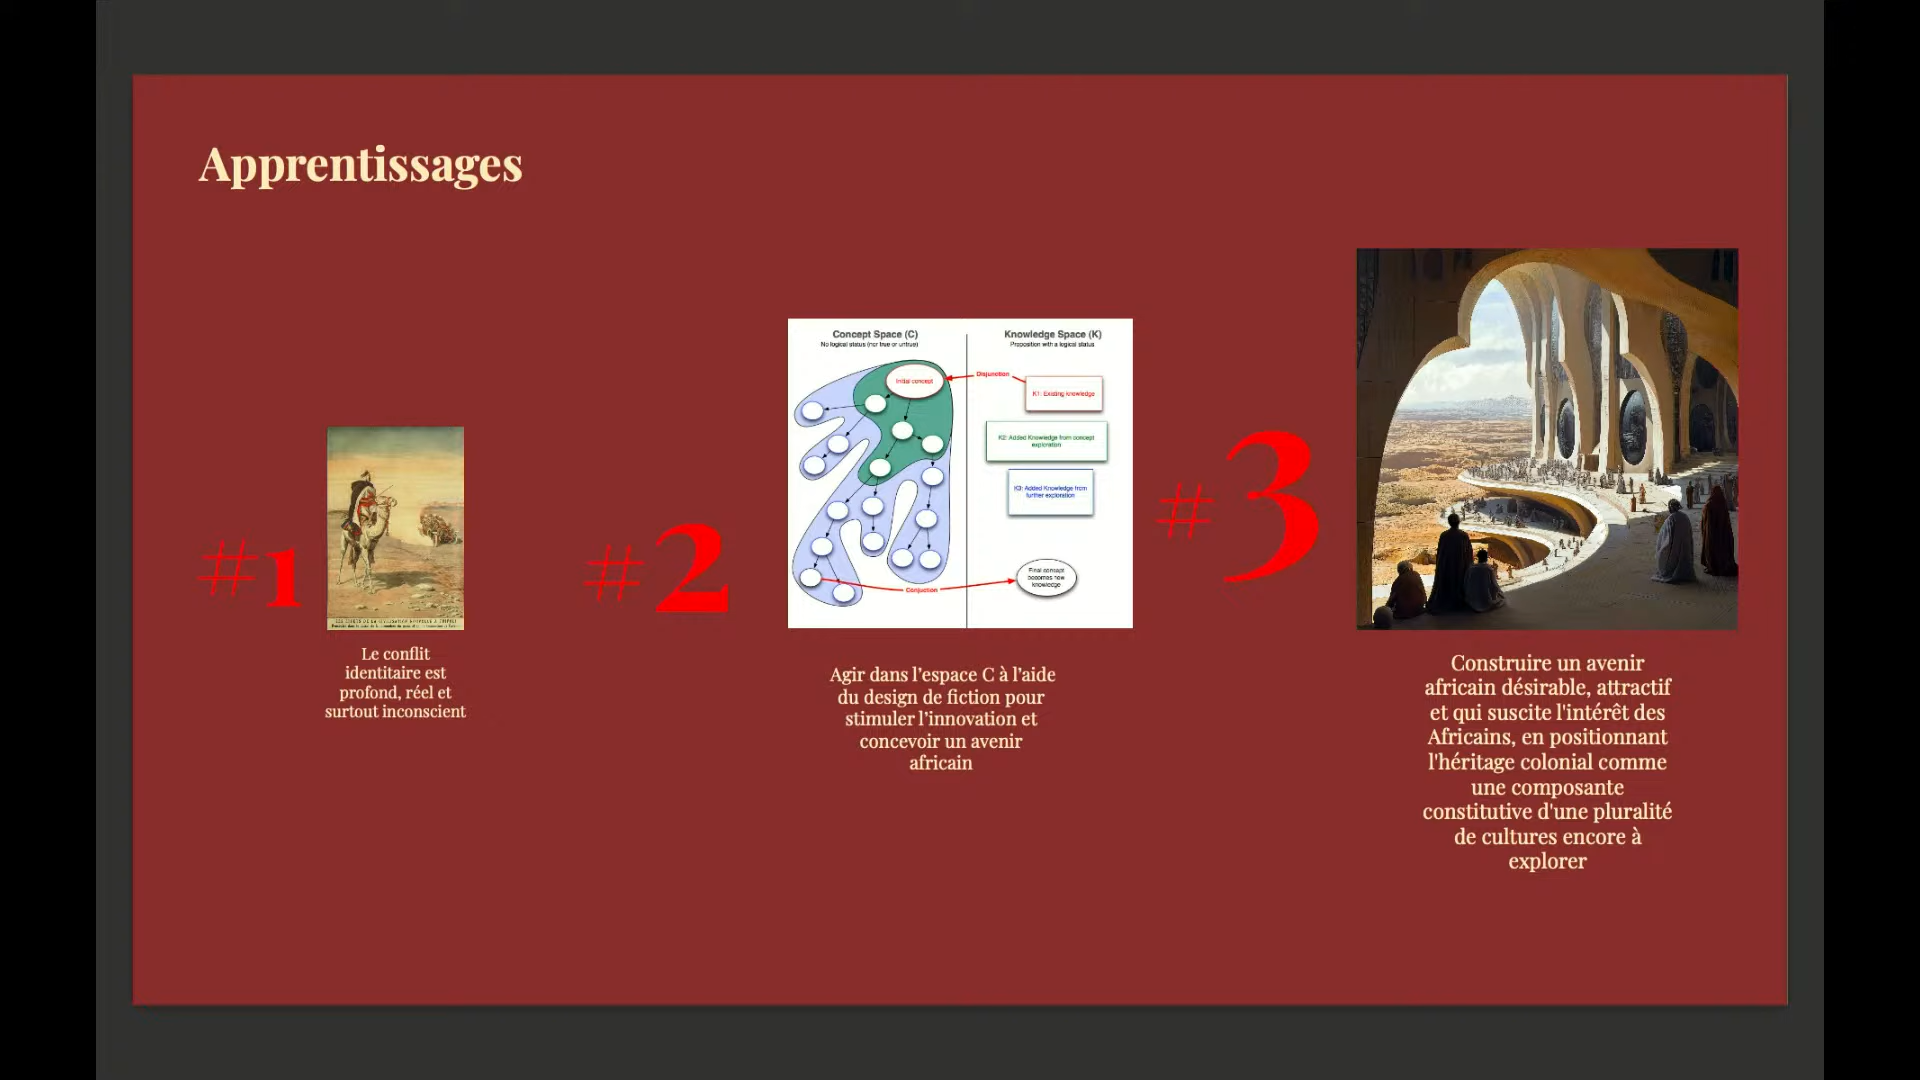 Apprentissages
#1
Le conflit
identitaire est
profond, réel et
surtout inconscient
#2
Concept Space (C)
No logical status (nor true or untrue)
Knowledge Space (K)
Proposition with a logical status
Initial concept
Disjunction
K1: Existing knowledge
K2: Added Knowledge from concept
exploration
K3: Added Knowledge from
further exploration
Final concept
becomes new
knowledge
Conjuction
Agir dans l’espace C à l’aide
du design de fiction pour
stimuler l’innovation et
concevoir un avenir
africain
#3
Construire un avenir
africain désirable, attractif
et qui suscite l'intérêt des
Africains, en positionnant
l'héritage colonial comme
une composante
constitutive d'une pluralité
de cultures encore à
explorer